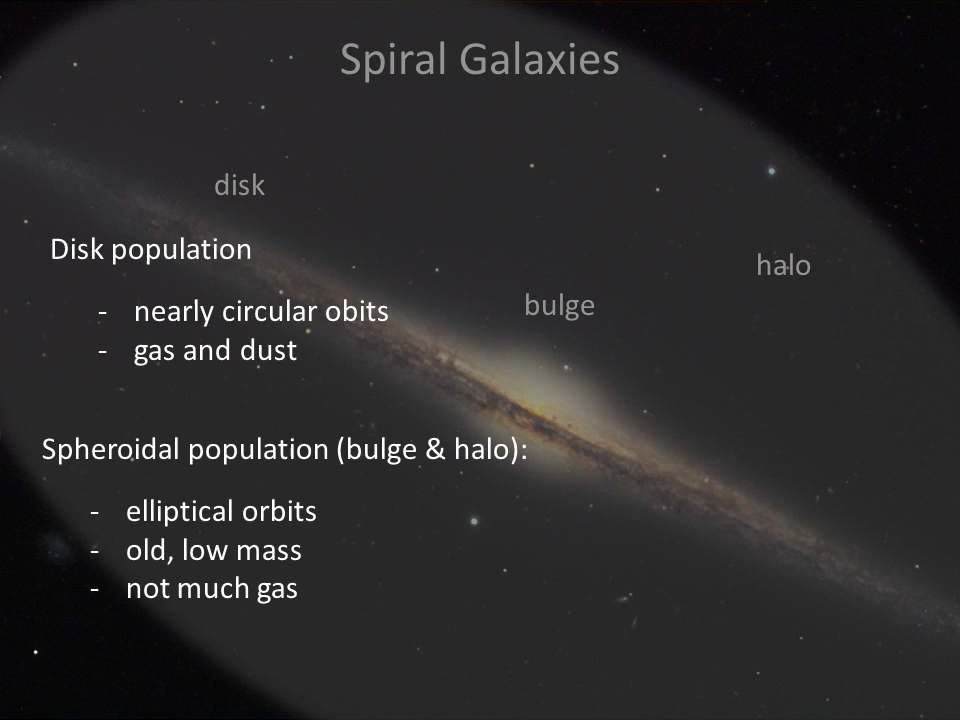 Spiral Galaxies
disk
Disk population
halo
- nearly circular obits
bulge
- gas and dust
Spheroidal population (bulge & halo):
- elliptical orbits
- old, low mass
- not much gas